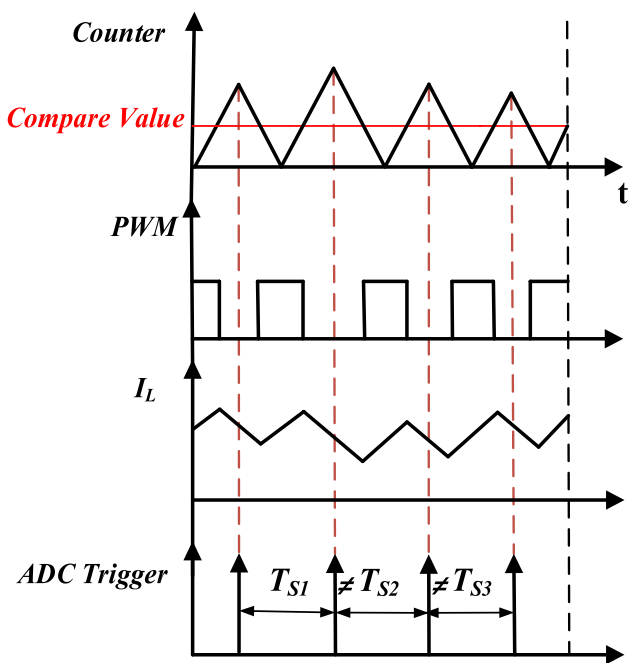 Counter
Compare Value
t
PWM
I_L
ADC Trigger
T_S1 ≠ T_S2 ≠ T_S3